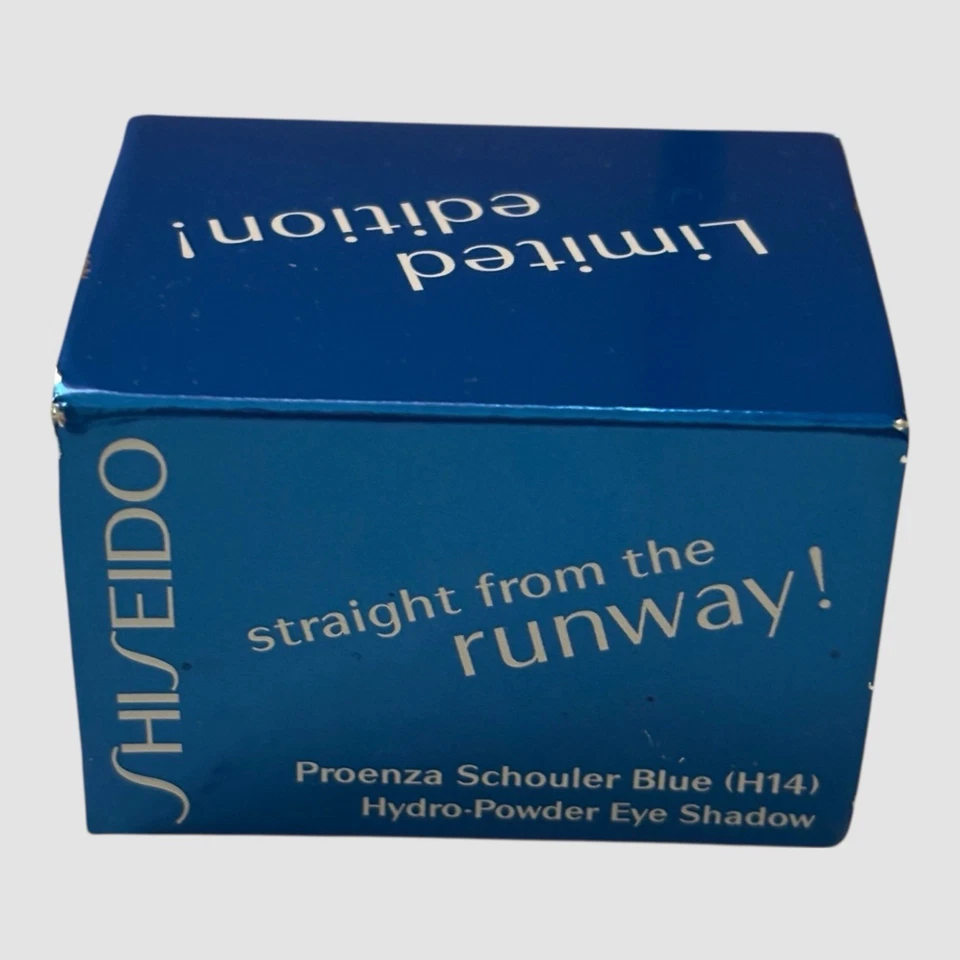 Limited
edition!
SHISEIDO
straight from the
runway!
Proenza Schouler Blue (H14)
Hydro-Powder Eye Shadow